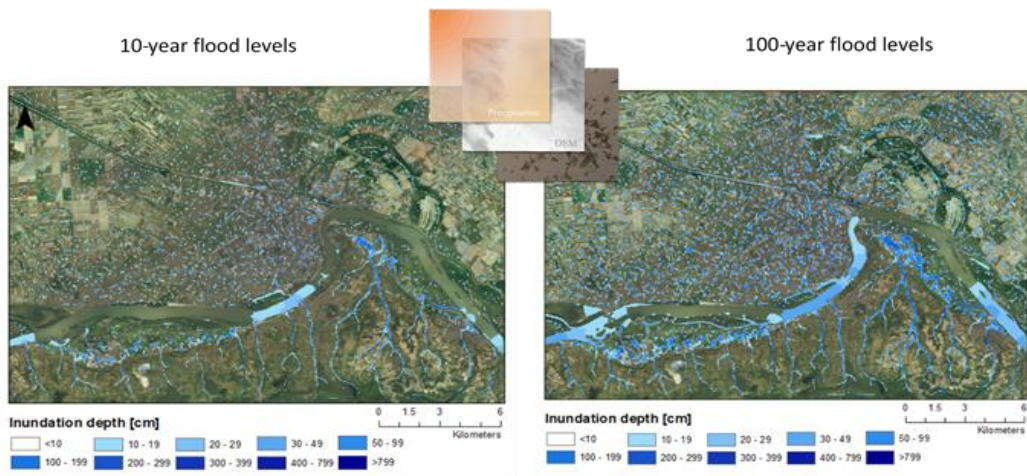 10-year flood levels
100-year flood levels
Precipitation
DEM
Inundation depth [cm]
<10 10 - 19 20 - 29 30 - 49 50 - 99
100 - 199 200 - 299 300 - 399 400 - 799 >799
0 1.5 3 6
Kilometers
Inundation depth [cm]
<10 10 - 19 20 - 29 30 - 49 50 - 99
100 - 199 200 - 299 300 - 399 400 - 799 >799
0 1.5 3 6
Kilometers